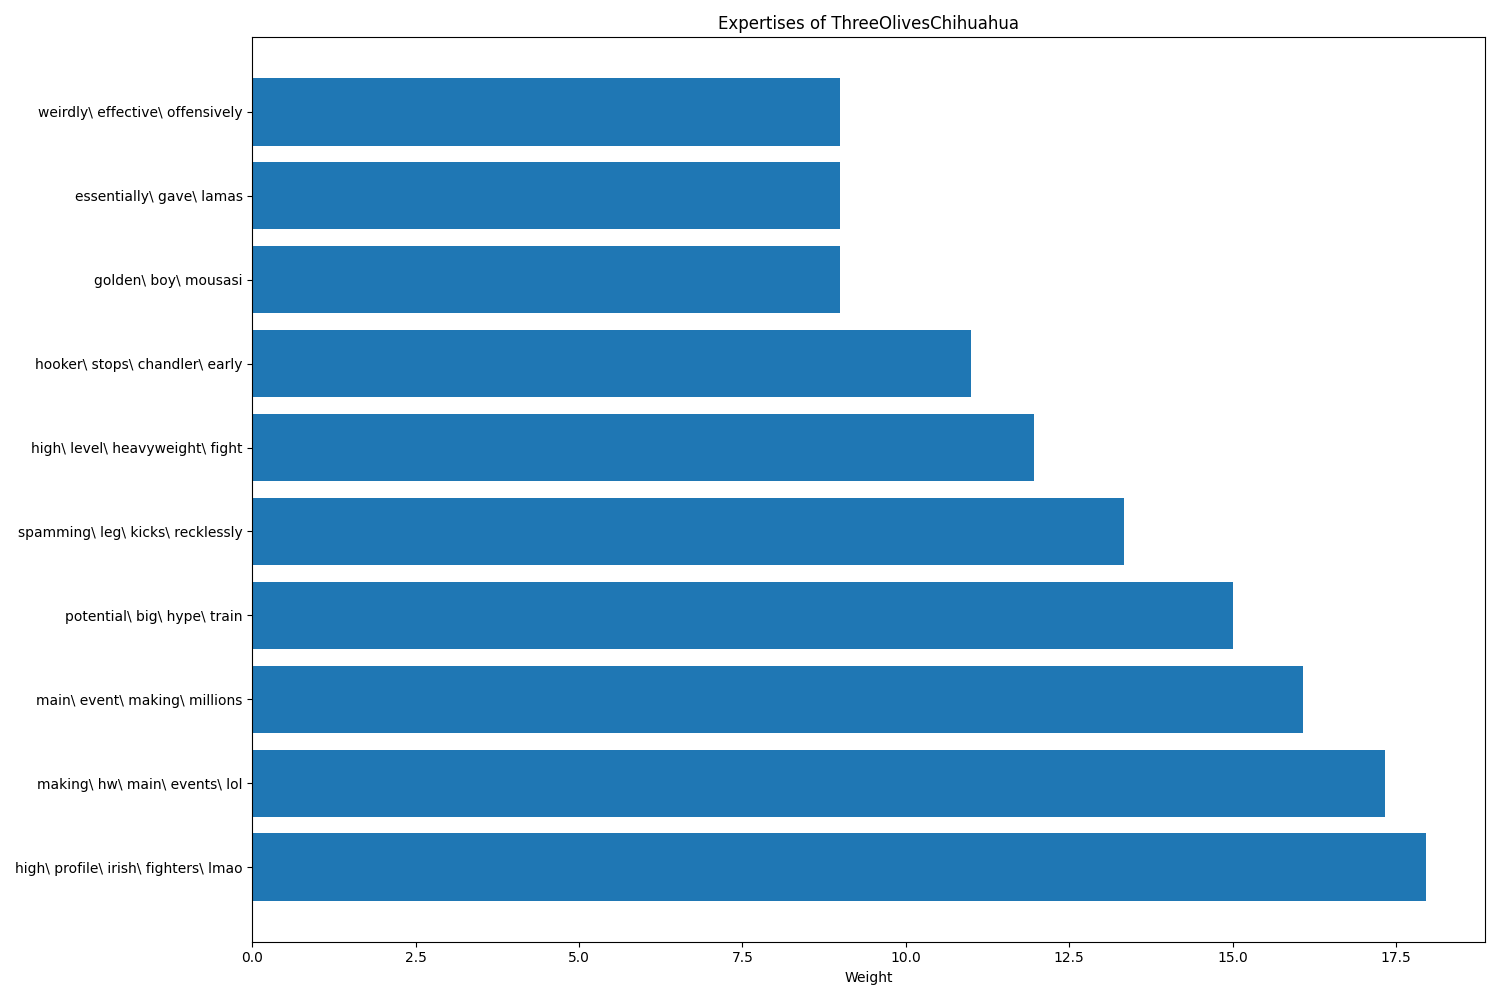 Expertises of ThreeOlivesChihuahua
weirdly\ effective\ offensively
essentially\ gave\ lamas
golden\ boy\ mousasi
hooker\ stops\ chandler\ early
high\ level\ heavyweight\ fight
spamming\ leg\ kicks\ recklessly
potential\ big\ hype\ train
main\ event\ making\ millions
making\ hw\ main\ events\ lol
high\ profile\ irish\ fighters\ lmao
0.0 2.5 5.0 7.5 10.0 12.5 15.0 17.5
Weight